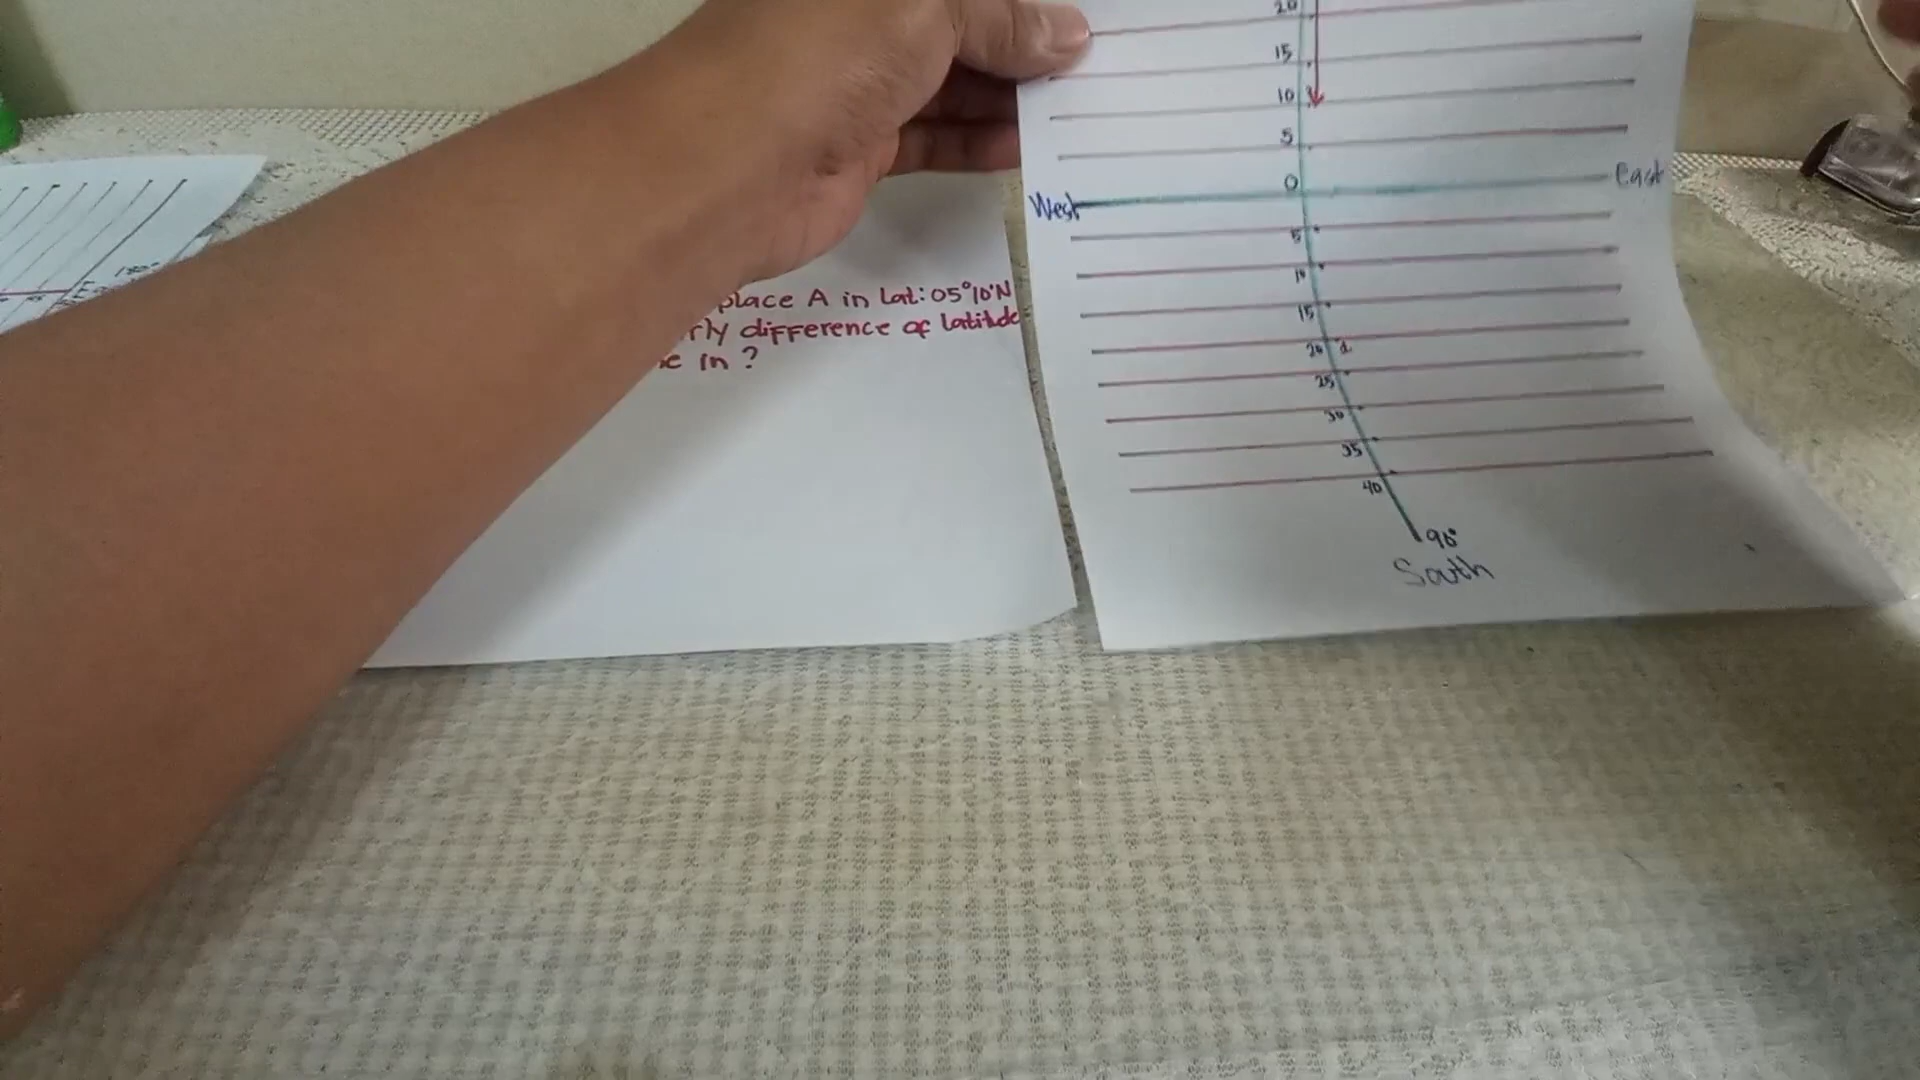 place A in Lat: 05°10'N
rly difference of latitude
in ?
20
15
10
5
0
West
East
5
10
15
20
25
30
35
40
90°
South
180°